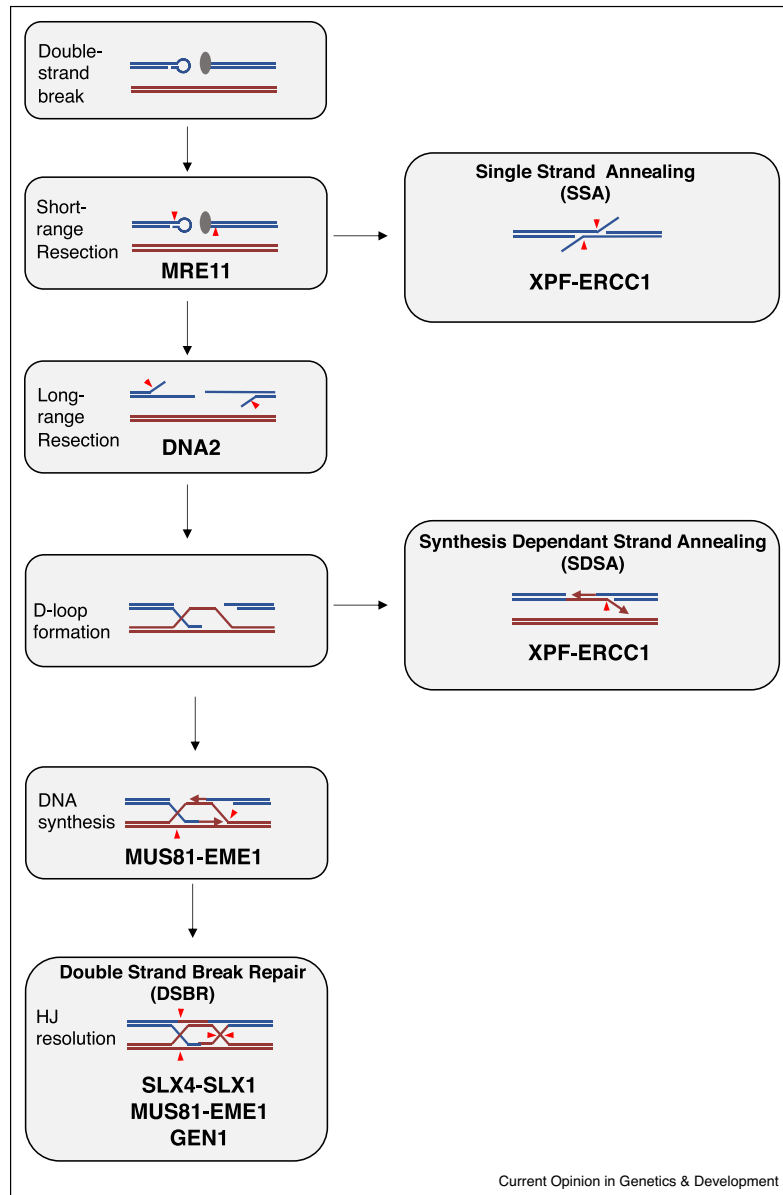 Double-
strand
break
Short-
range
Resection
MRE11
Single Strand Annealing
(SSA)
XPF-ERCC1
Long-
range
Resection
DNA2
D-loop
formation
Synthesis Dependant Strand Annealing
(SDSA)
XPF-ERCC1
DNA
synthesis
MUS81-EME1
Double Strand Break Repair
(DSBR)
HJ
resolution
SLX4-SLX1
MUS81-EME1
GEN1
Current Opinion in Genetics & Development